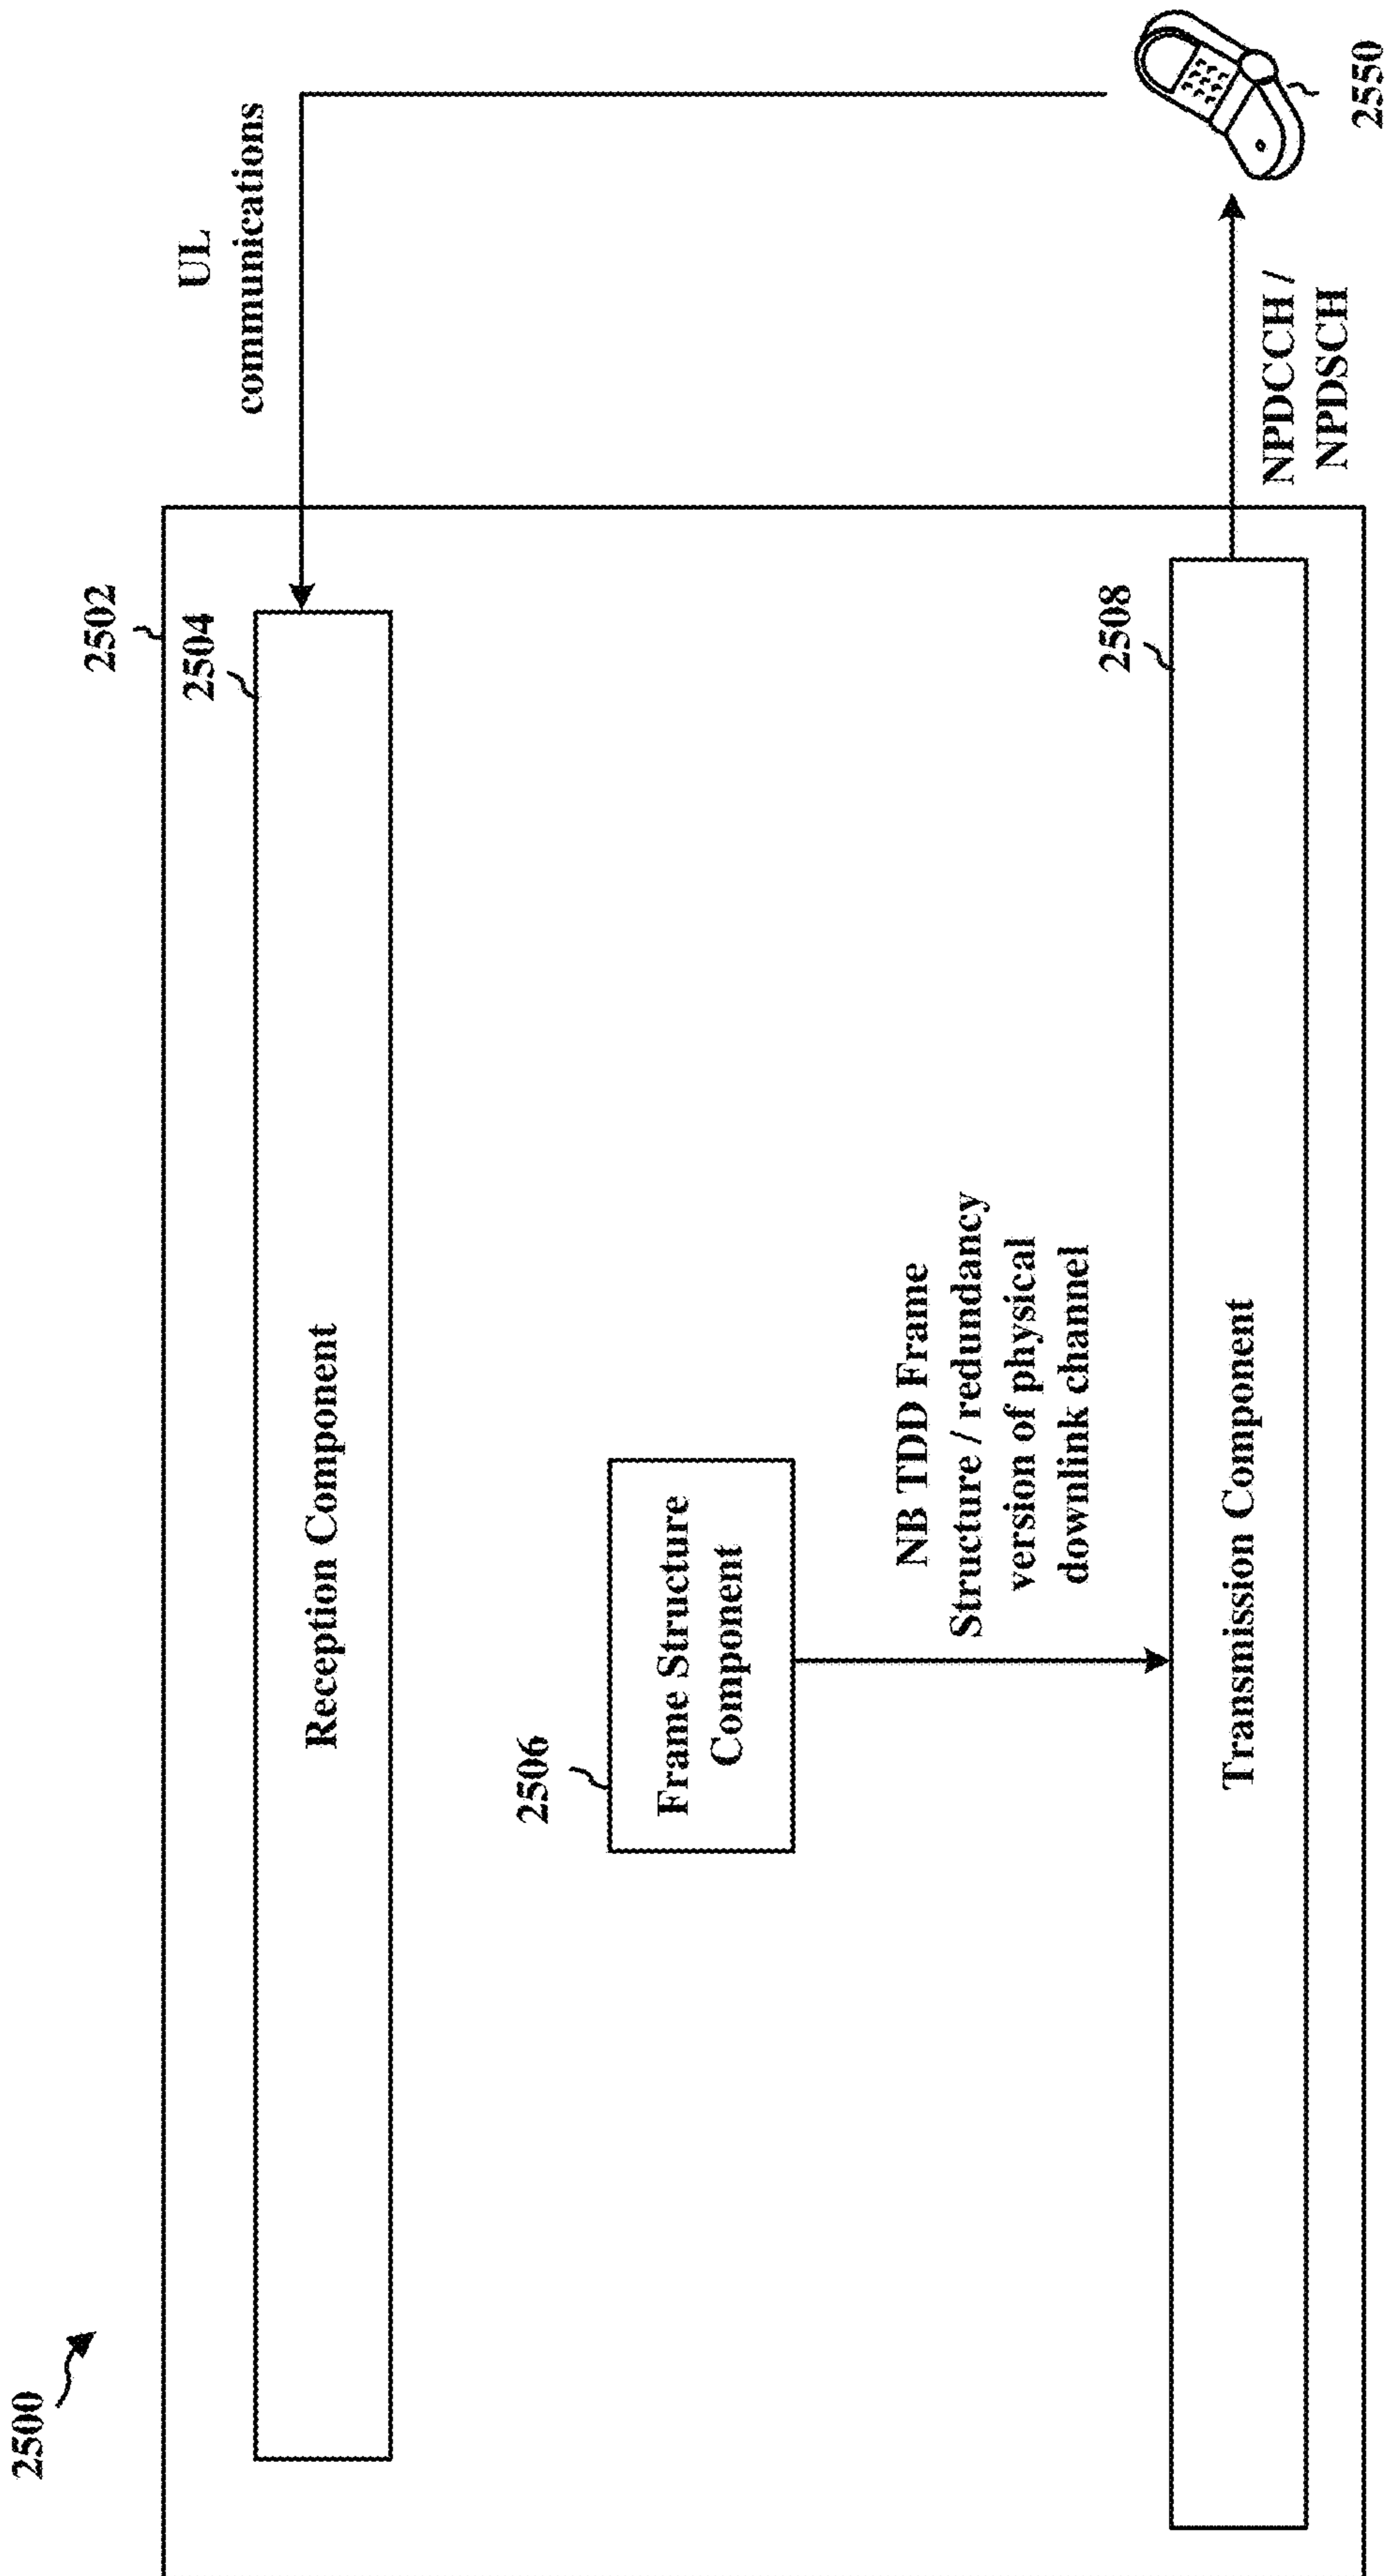 2500
2502
2504
Reception Component
UL
communications
2506
Frame Structure
Component
NB TDD Frame
Structure / redundancy
version of physical
downlink channel
2508
Transmission Component
NPDCCH /
NPDSCH
2550